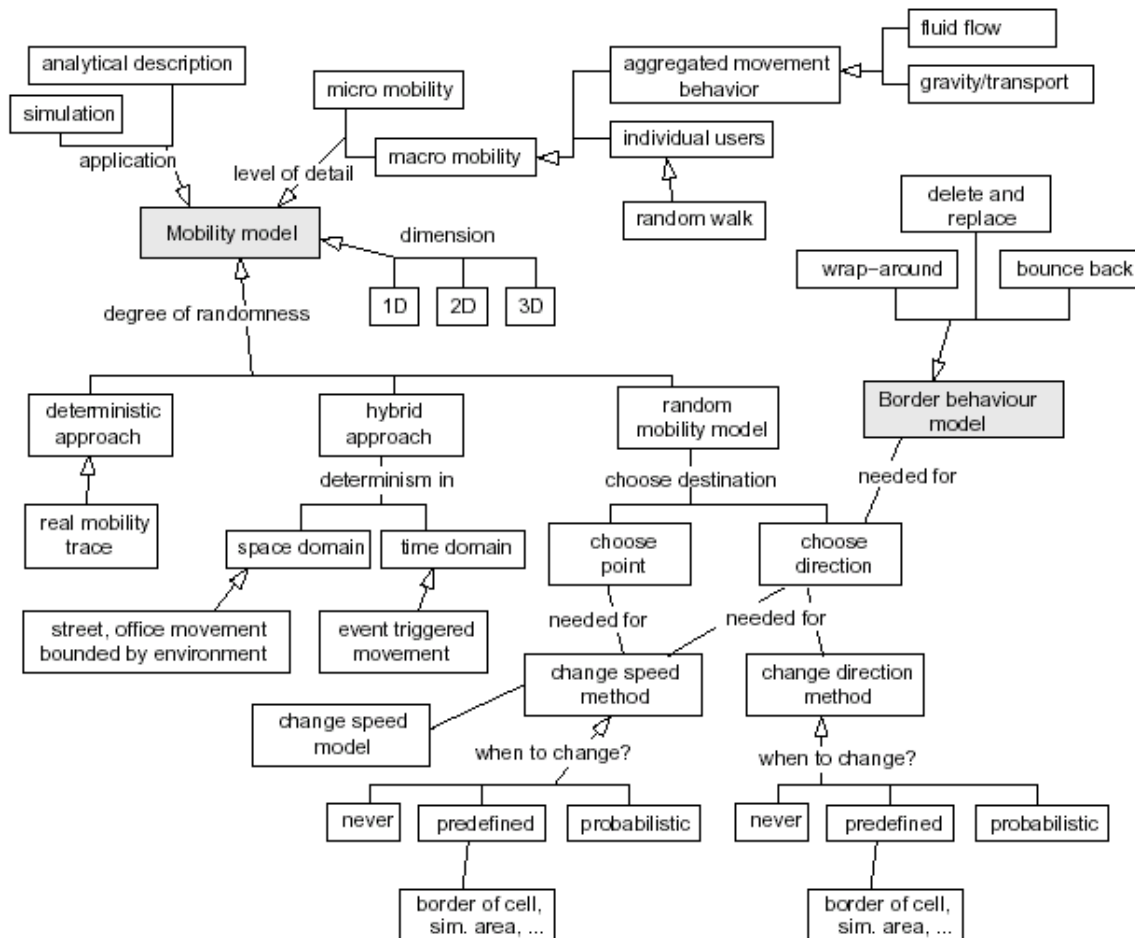 fluid flow
analytical description
aggregated movement
behavior
micro mobility
gravity/transport
simulation
individual users
application
macro mobility
level of detail
delete and
replace
random walk
Mobility model
dimension
wrap-around
bounce back
1D
2D
3D
degree of randomness
deterministic
approach
hybrid
approach
random
mobility model
Border behaviour
model
determinism in
choose destination
needed for
real mobility
trace
space domain
time domain
choose
point
choose
direction
street, office movement
bounded by environment
event triggered
movement
needed for
needed for
change speed
method
change direction
method
change speed
model
when to change?
when to change?
never
predefined
probabilistic
never
predefined
probabilistic
border of cell,
sim. area, ...
border of cell,
sim. area, ...